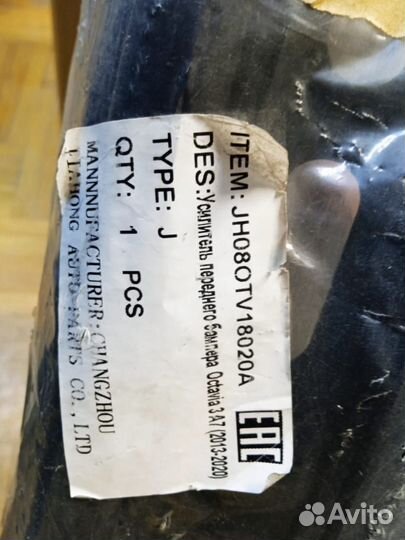 ITEM: JH08OTV18020A
DES:Усилитель переднего бампера Octavia 3 A7 (2013-2020)
TYPE: J
QTY: 1 PCS
MANNUFACTURER:CHANGZHOU
JIAHONG AUTO PARTS CO., LTD
EAC
Avito